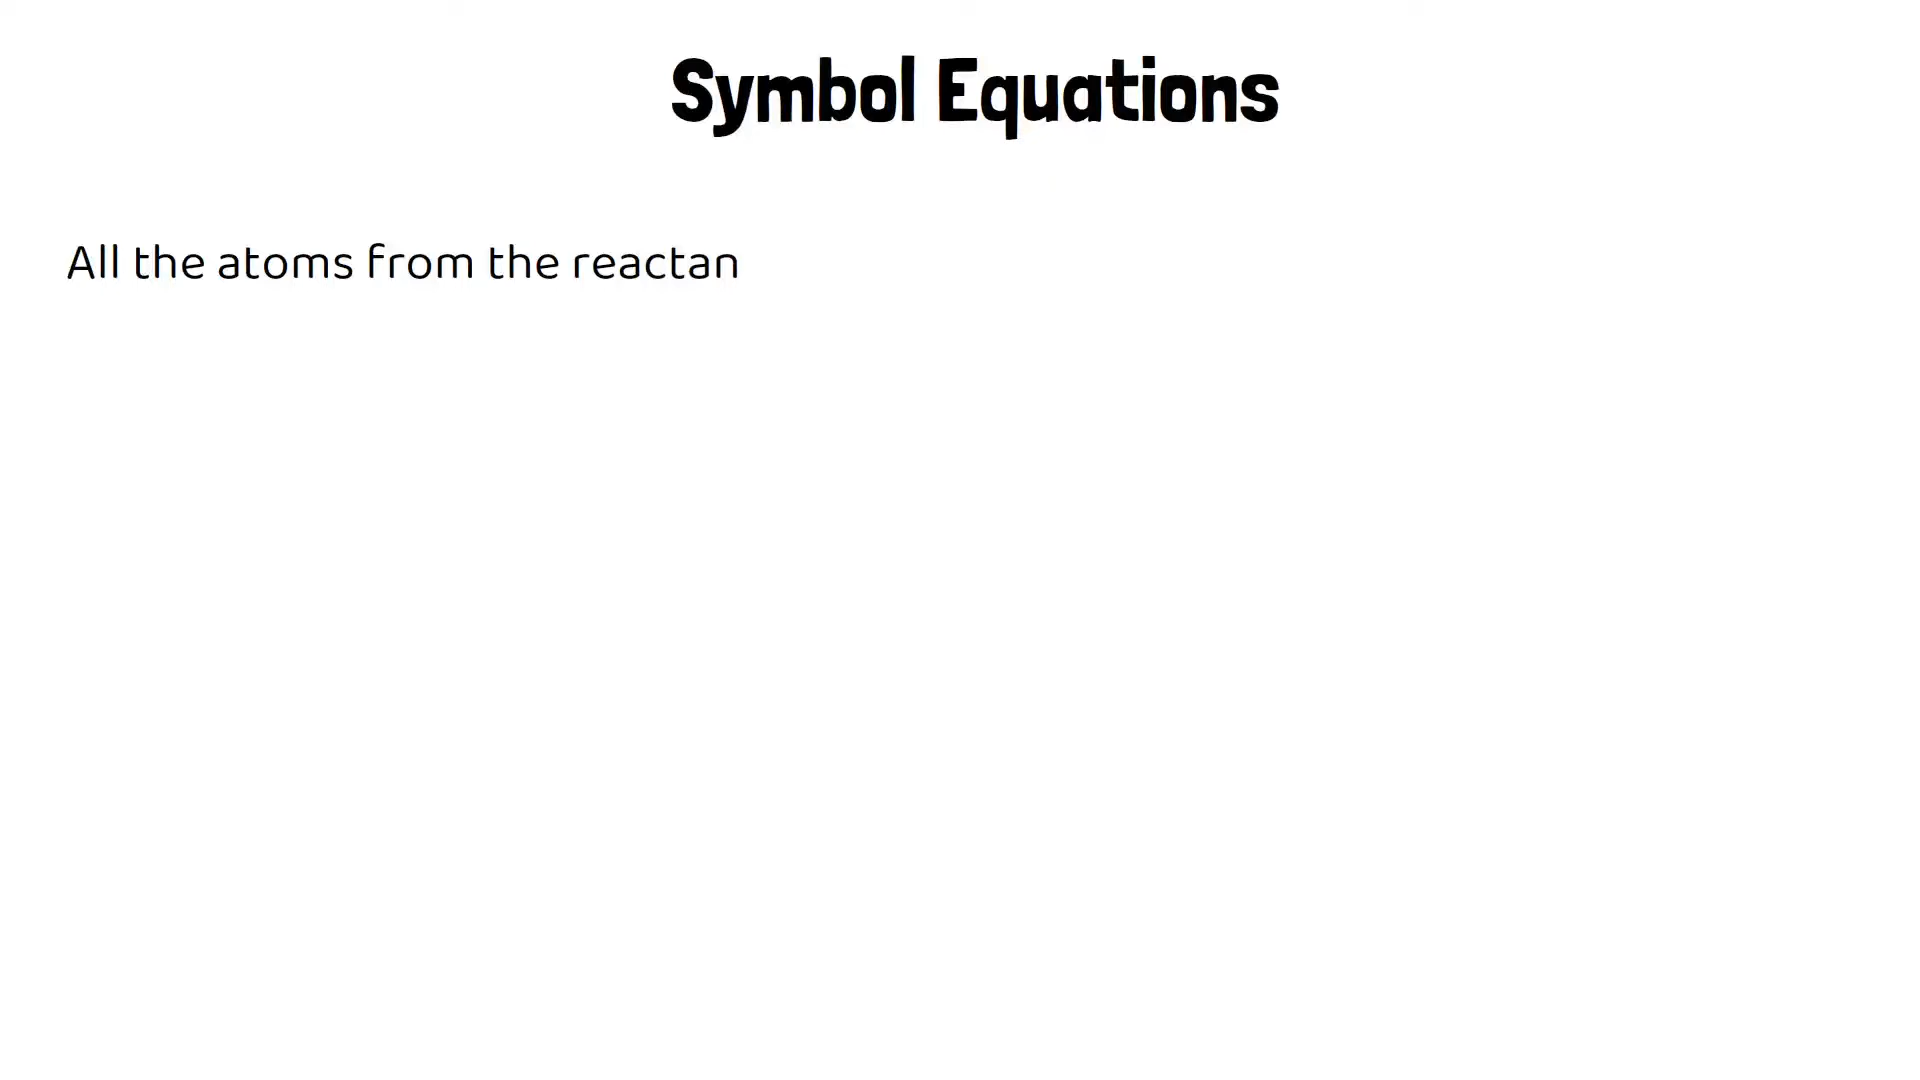 Symbol Equations
All the atoms from the reactan